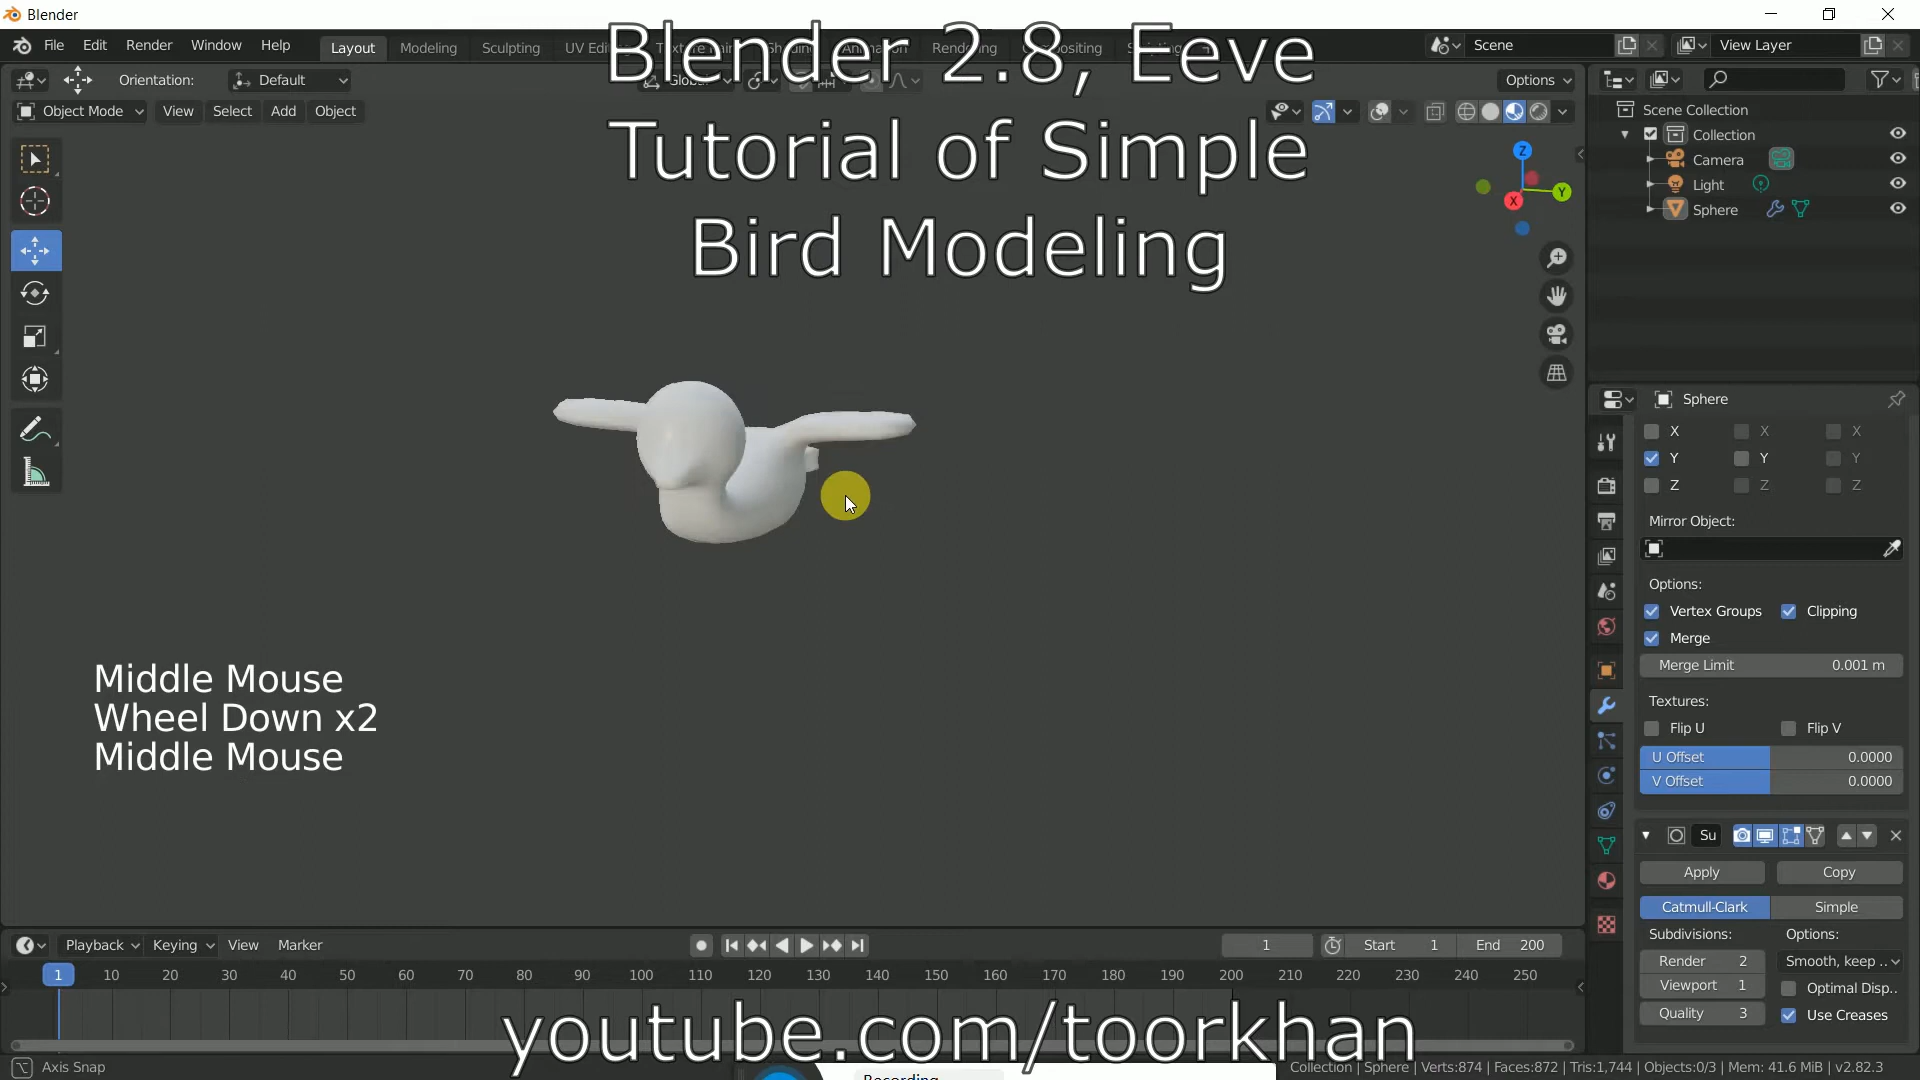 Blender
File Edit Render Window Help Layout Modeling Sculpting Rendering Scene View Layer
Blender 2.8, Eeve
Tutorial of Simple
Bird Modeling
Orientation: Default Options
Object Mode View Select Add Object
Z
Y
X
Scene Collection
Collection
Camera
Light
Sphere
Sphere
X X X
Y Y Y
Z Z Z
Mirror Object:
Options:
Vertex Groups Clipping
Merge
Merge Limit 0.001 m
Textures:
Flip U Flip V
U Offset 0.0000
V Offset 0.0000
Su
Apply Copy
Catmull-Clark Simple
Subdivisions: Options:
Render 2 Smooth, keep ..
Viewport 1 Optimal Disp..
Quality 3 Use Creases
Middle Mouse
Wheel Down x2
Middle Mouse
Playback Keying View Marker 1 Start 1 End 200
1 10 20 30 40 50 60 70 80 90 100 110 120 130 140 150 160 170 180 190 200 210 220 230 240 250
youtube.com/toorkhan
Axis Snap
Collection | Sphere | Verts:874 | Faces:872 | Tris:1,744 | Objects:0/3 | Mem: 41.6 MiB | v2.82.3